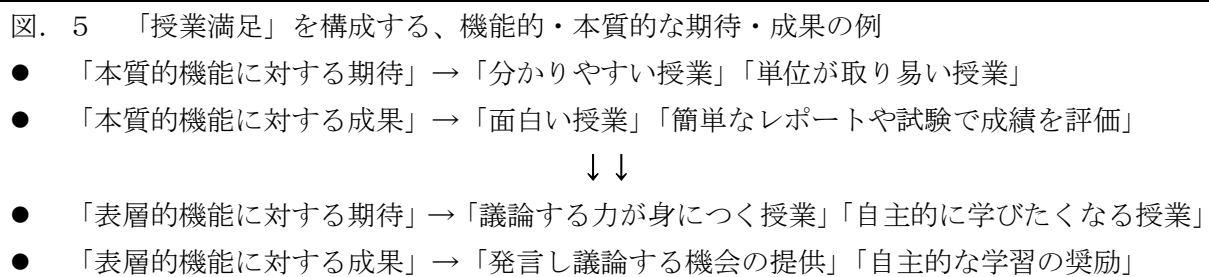 図. 5 「授業満足」を構成する、機能的・本質的な期待・成果の例
● 「本質的機能に対する期待」→「分かりやすい授業」「単位が取り易い授業」
● 「本質的機能に対する成果」→「面白い授業」「簡単なレポートや試験で成績を評価」
↓↓
● 「表層的機能に対する期待」→「議論する力が身につく授業」「自主的に学びたくなる授業」
● 「表層的機能に対する成果」→「発言し議論する機会の提供」「自主的な学習の奨励」